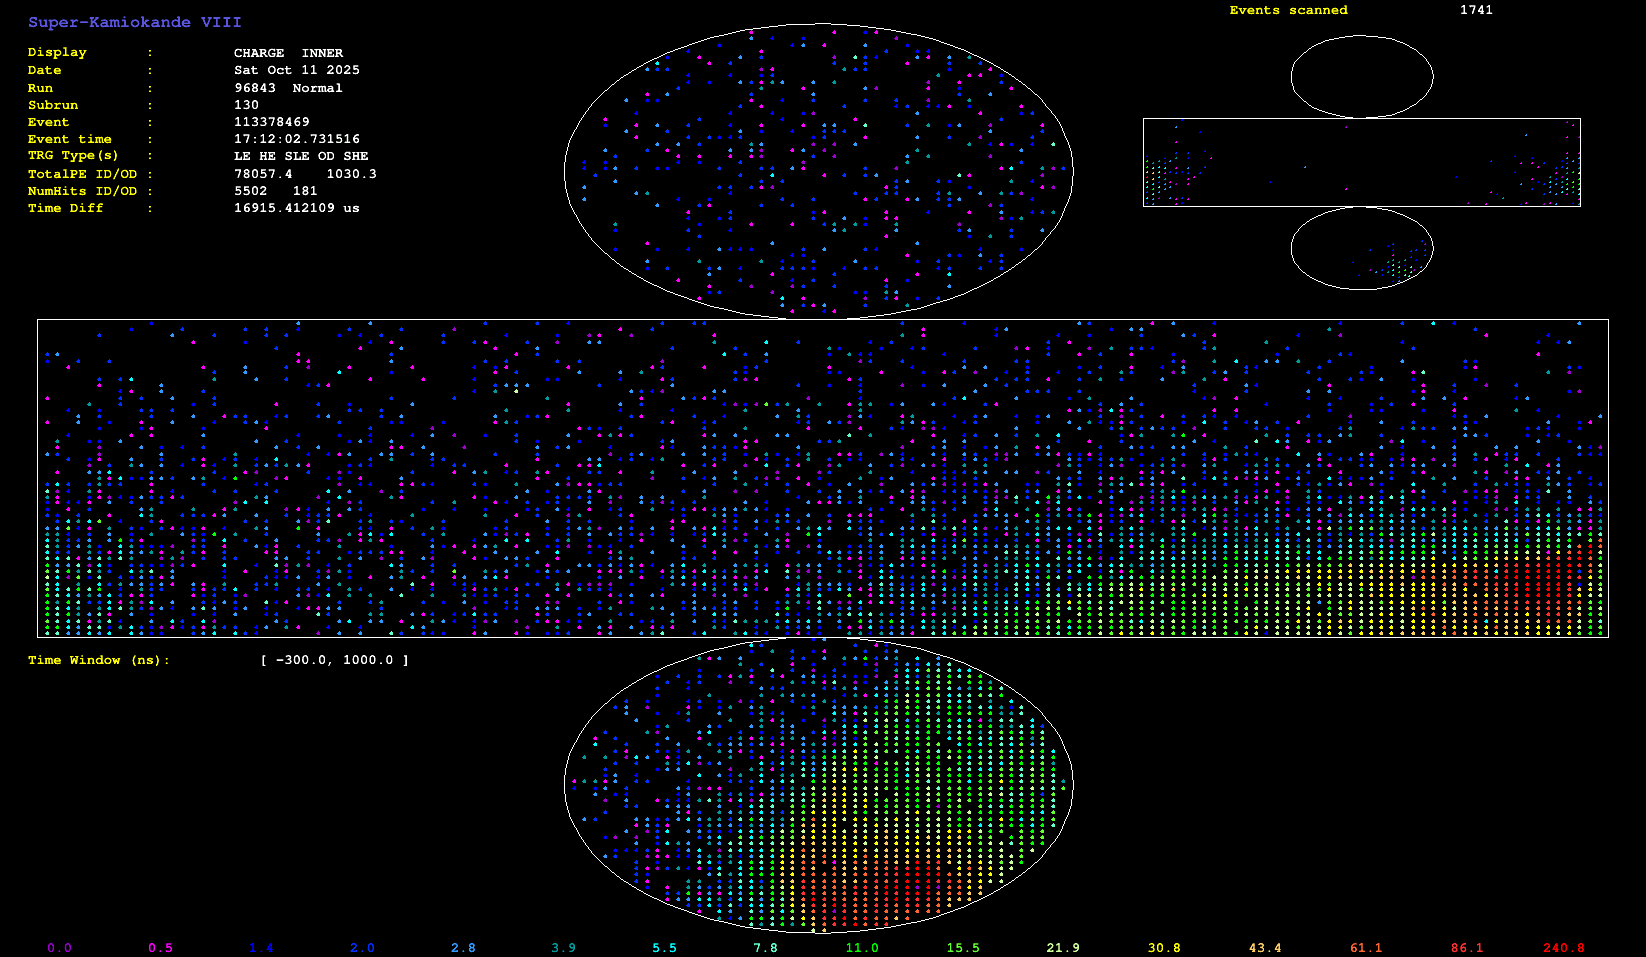 Super-Kamiokande VIII
Events scanned 1741
Display : CHARGE INNER
Date : Sat Oct 11 2025
Run : 96843 Normal
Subrun : 130
Event : 113378469
Event time : 17:12:02.731516
TRG Type(s) : LE HE SLE OD SHE
TotalPE ID/OD : 78057.4 1030.3
NumHits ID/OD : 5502 181
Time Diff : 16915.412109 us
Time Window (ns): [ -300.0, 1000.0 ]
0.0 0.5 1.4 2.0 2.8 3.9 5.5 7.8 11.0 15.5 21.9 30.8 43.4 61.1 86.1 240.8